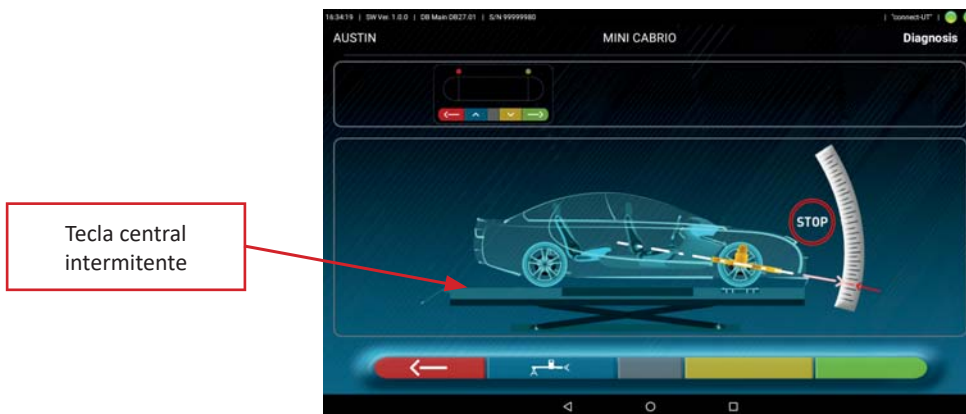 16:34:19 | SW Ver. 1.0.0 | DB Main DB27.01 | S/N 99999980
| "connect-UT" |
AUSTIN MINI CABRIO Diagnosis
STOP
Tecla central
intermitente